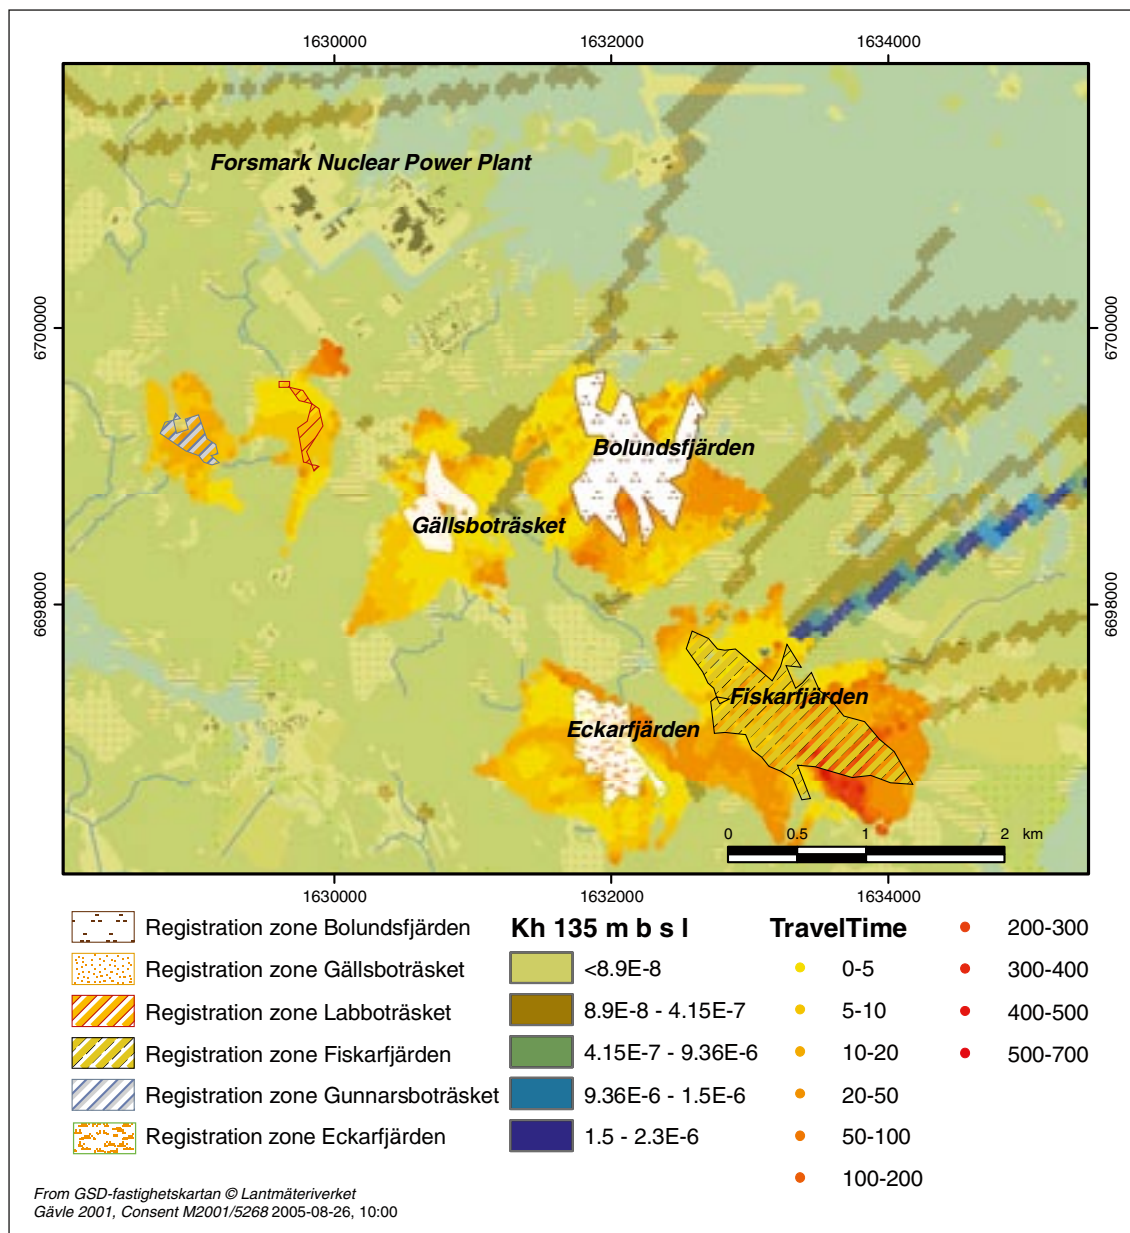 1630000 1632000 1634000
Forsmark Nuclear Power Plant
6700000 6700000
Bolundsfjärden
Gällsboträsket
6698000 6698000
Fiskarfjärden
Eckarfjärden
0 0.5 1 2 km
1630000 1632000 1634000
Registration zone Bolundsfjärden
Registration zone Gällsboträsket
Registration zone Labboträsket
Registration zone Fiskarfjärden
Registration zone Gunnarsboträsket
Registration zone Eckarfjärden
Kh 135 m b s l
<8.9E-8
8.9E-8 - 4.15E-7
4.15E-7 - 9.36E-6
9.36E-6 - 1.5E-6
1.5 - 2.3E-6
TravelTime
0-5
5-10
10-20
20-50
50-100
100-200
200-300
300-400
400-500
500-700
From GSD-fastighetskartan © Lantmäteriverket
Gävle 2001, Consent M2001/5268 2005-08-26, 10:00